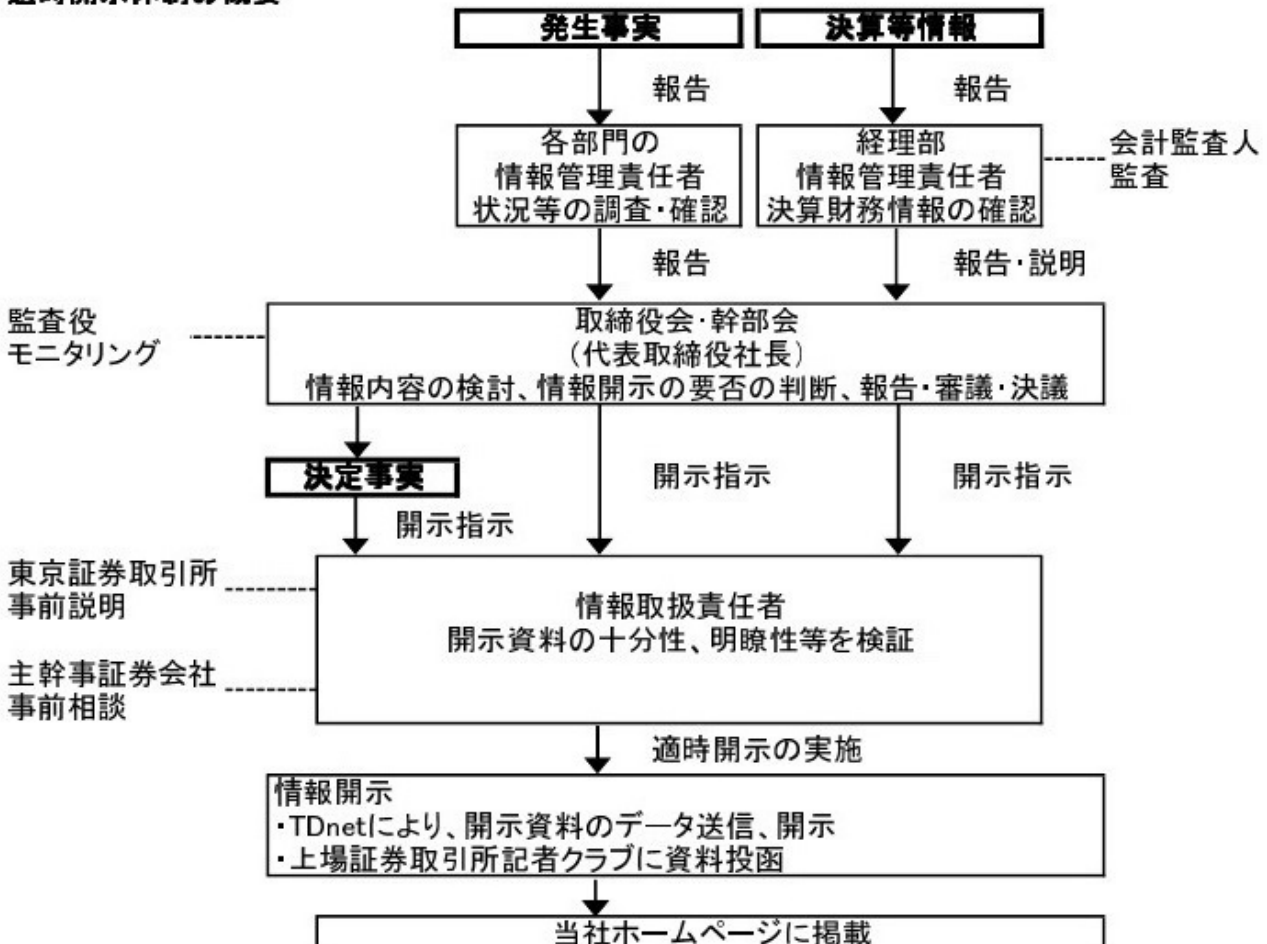 発生事実
決算等情報
報告
報告
各部門の
情報管理責任者
状況等の調査・確認
経理部
情報管理責任者
決算財務情報の確認
会計監査人
監査
報告
報告・説明
監査役
モニタリング
取締役会・幹部会
（代表取締役社長）
情報内容の検討、情報開示の要否の判断、報告・審議・決議
決定事実
開示指示
開示指示
開示指示
東京証券取引所
事前説明
主幹事証券会社
事前相談
情報取扱責任者
開示資料の十分性、明瞭性等を検証
適時開示の実施
情報開示
・TDnetにより、開示資料のデータ送信、開示
・上場証券取引所記者クラブに資料投函
当社ホームページに掲載